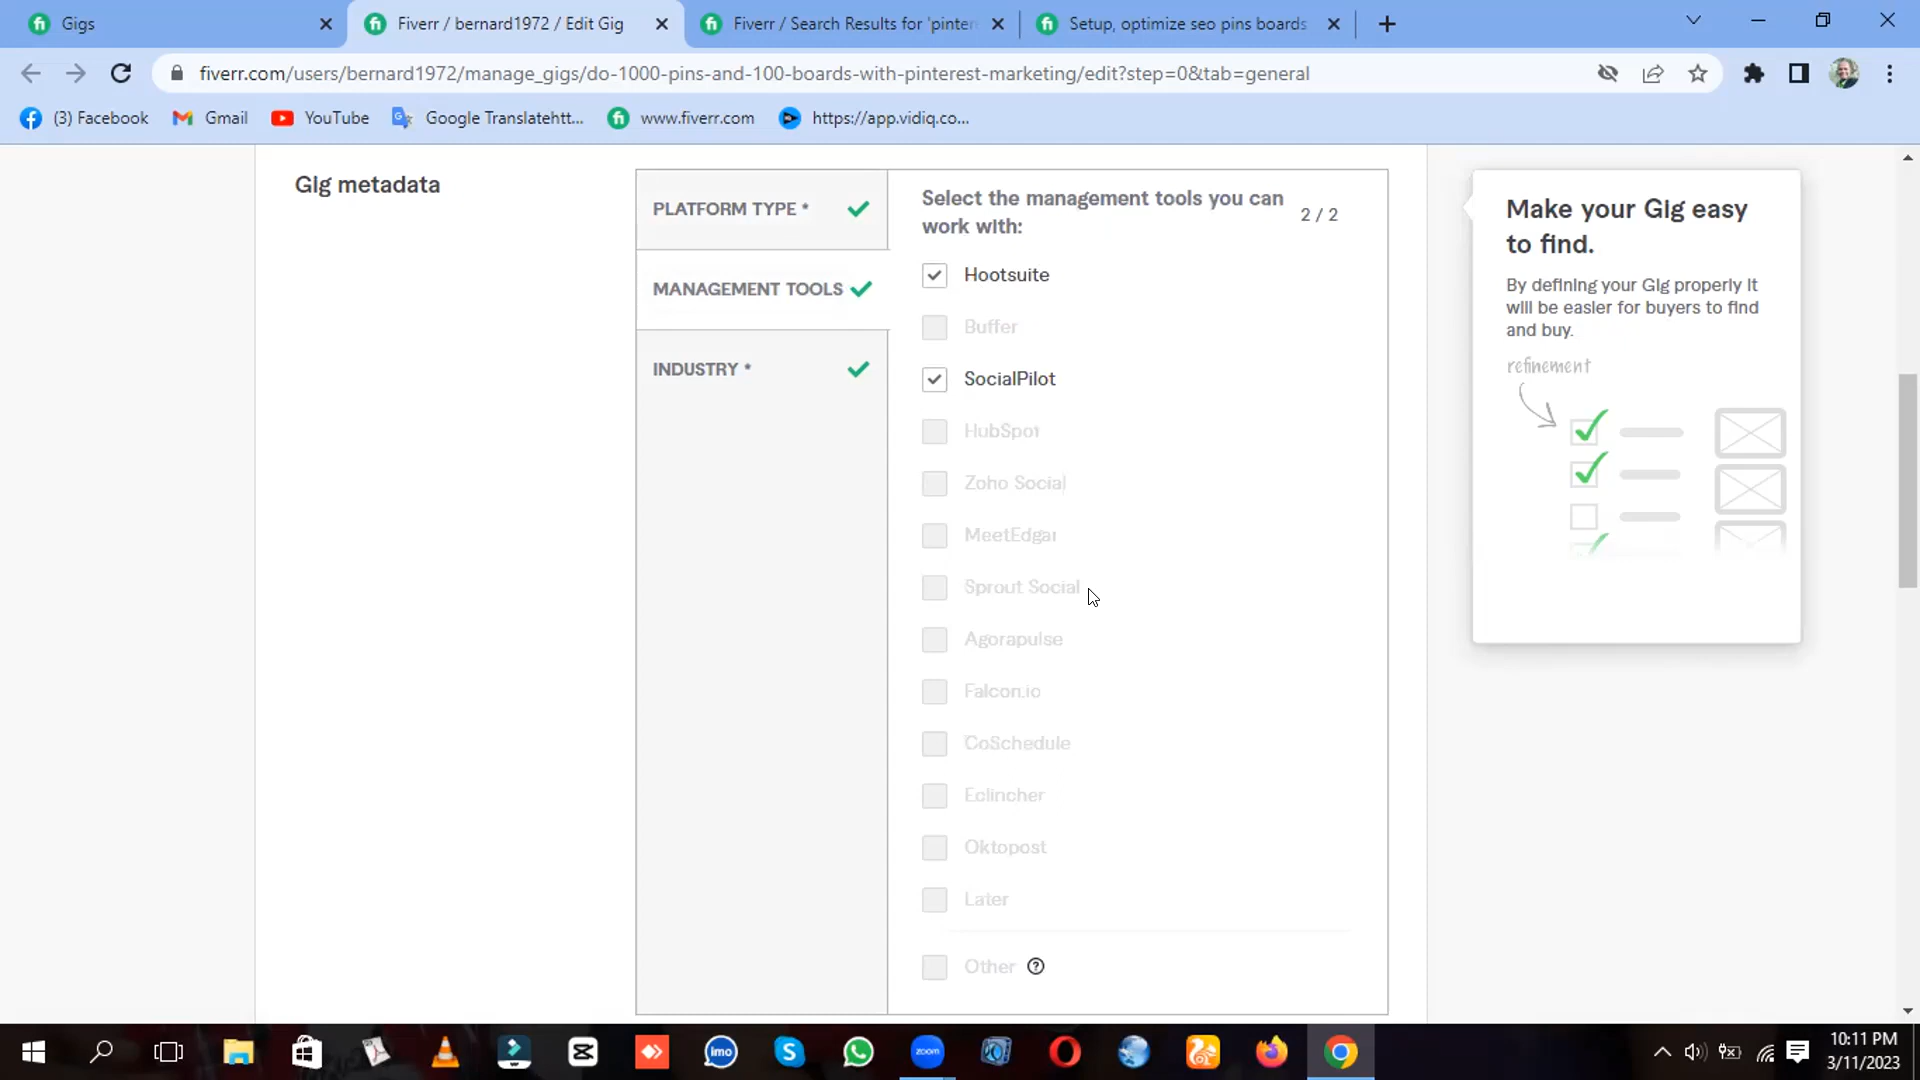 Gigs
Fiverr / bernard1972 / Edit Gig
Fiverr / Search Results for 'pinter
Setup, optimize seo pins boards
fiverr.com/users/bernard1972/manage_gigs/do-1000-pins-and-100-boards-with-pinterest-marketing/edit?step=0&tab=general
(3) Facebook
Gmail
YouTube
Google Translatehtt...
www.fiverr.com
https://app.vidiq.co...
Gig metadata
PLATFORM TYPE *
MANAGEMENT TOOLS
INDUSTRY *
Select the management tools you can
work with:
2 / 2
Hootsuite
Buffer
SocialPilot
HubSpot
Zoho Social
MeetEdgar
Sprout Social
Agorapulse
Falcon.io
CoSchedule
Eclincher
Oktopost
Later
Other
Make your Gig easy
to find.
By defining your Gig properly it
will be easier for buyers to find
and buy.
refinement
imo
zoom
10:11 PM
3/11/2023